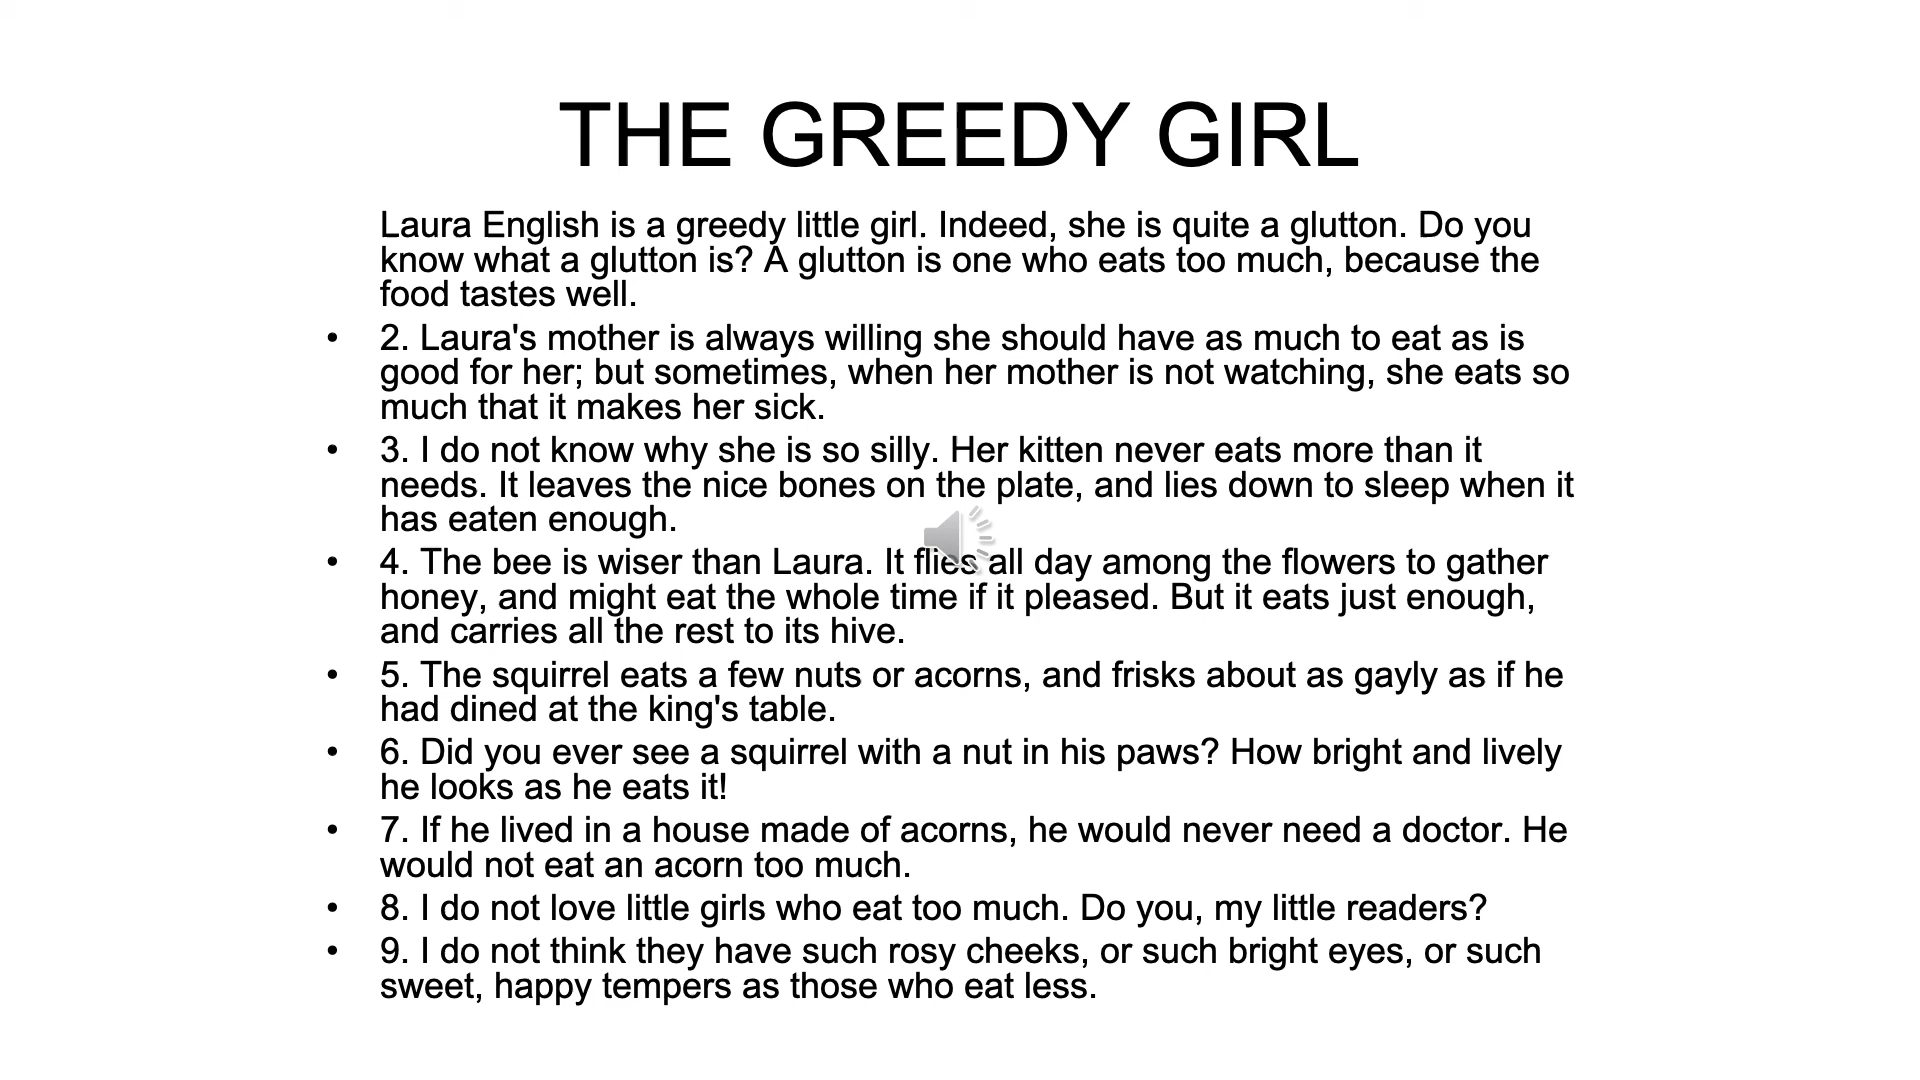 THE GREEDY GIRL
Laura English is a greedy little girl. Indeed, she is quite a glutton. Do you
know what a glutton is? A glutton is one who eats too much, because the
food tastes well.
• 2. Laura's mother is always willing she should have as much to eat as is
good for her; but sometimes, when her mother is not watching, she eats so
much that it makes her sick.
• 3. I do not know why she is so silly. Her kitten never eats more than it
needs. It leaves the nice bones on the plate, and lies down to sleep when it
has eaten enough.
• 4. The bee is wiser than Laura. It flies all day among the flowers to gather
honey, and might eat the whole time if it pleased. But it eats just enough,
and carries all the rest to its hive.
• 5. The squirrel eats a few nuts or acorns, and frisks about as gayly as if he
had dined at the king's table.
• 6. Did you ever see a squirrel with a nut in his paws? How bright and lively
he looks as he eats it!
• 7. If he lived in a house made of acorns, he would never need a doctor. He
would not eat an acorn too much.
• 8. I do not love little girls who eat too much. Do you, my little readers?
• 9. I do not think they have such rosy cheeks, or such bright eyes, or such
sweet, happy tempers as those who eat less.